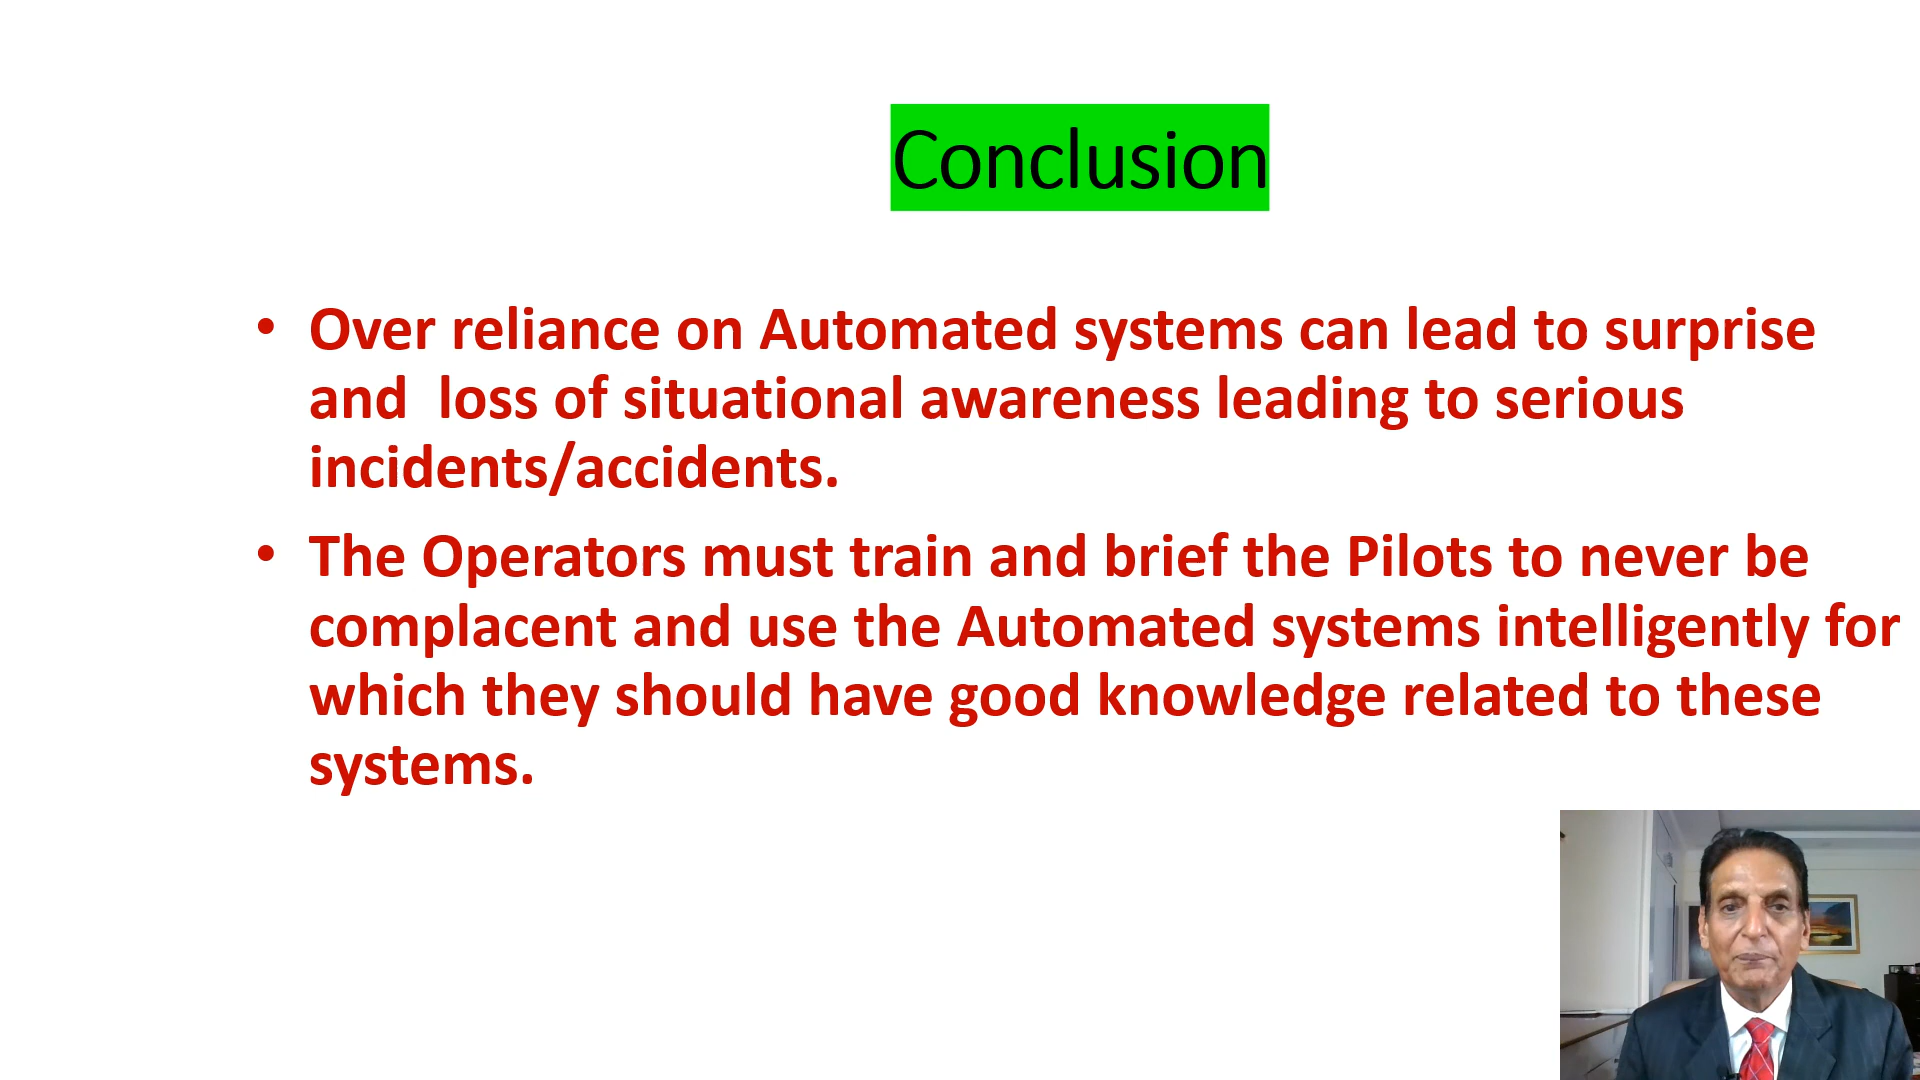 Conclusion
• Over reliance on Automated systems can lead to surprise
and  loss of situational awareness leading to serious
incidents/accidents.
• The Operators must train and brief the Pilots to never be
complacent and use the Automated systems intelligently for
which they should have good knowledge related to these
systems.